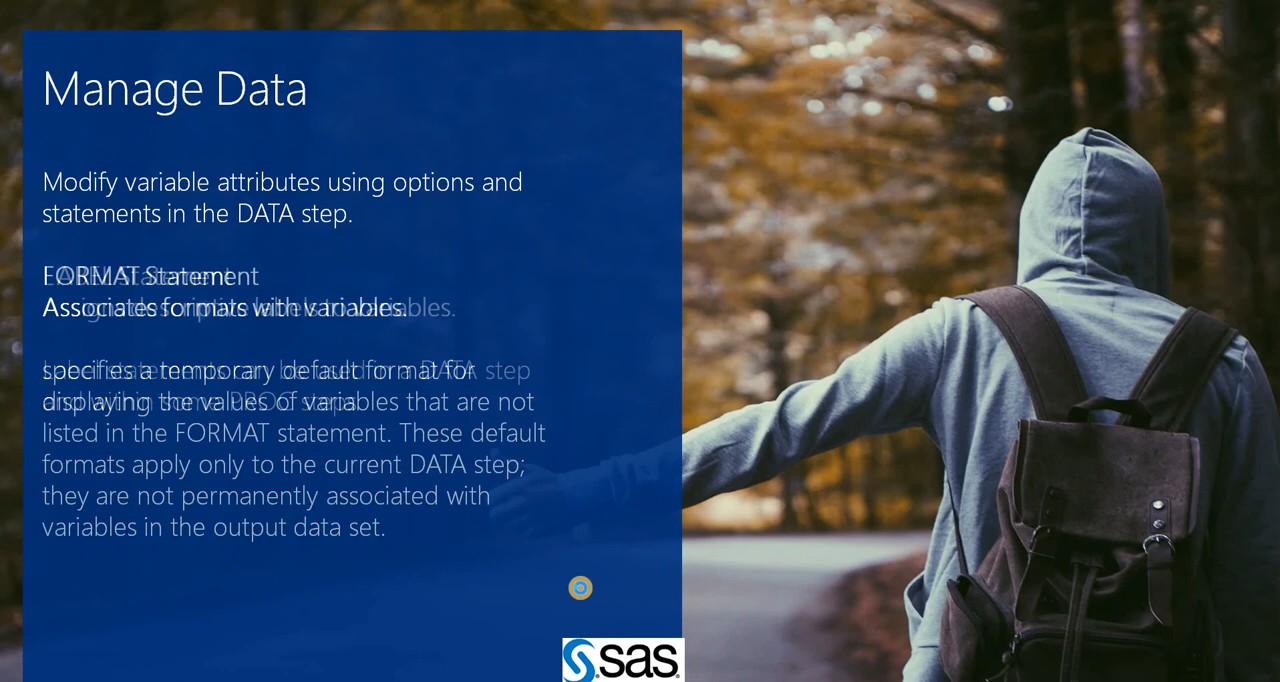 Manage Data
Modify variable attributes using options and
statements in the DATA step.
FORMAT Statement
Associates formats with variables.
specifies a temporary default format for
displaying the values of variables that are not
listed in the FORMAT statement. These default
formats apply only to the current DATA step;
they are not permanently associated with
variables in the output data set.
sas